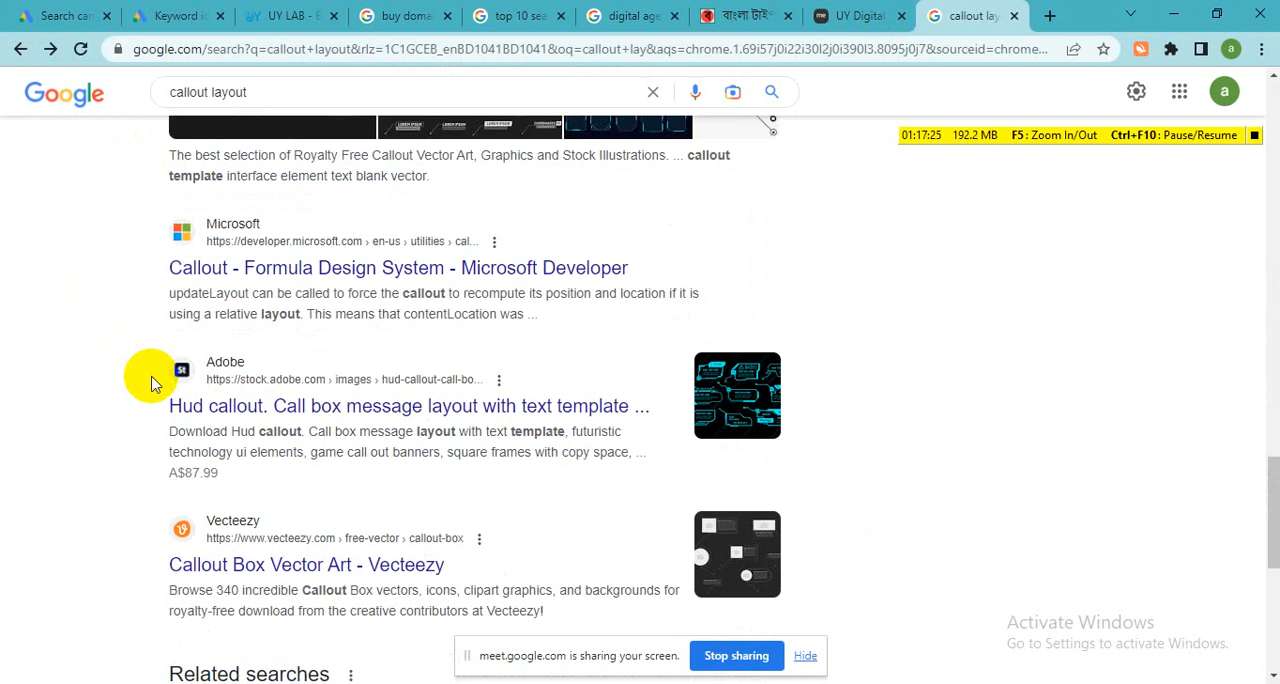 Search car
Keyword ic
UY LAB - E
buy doma
top 10 sea
digital age
বাংলা টাইপ
UY Digital
callout lay
google.com/search?q=callout+layout&rlz=1C1GCEB_enBD1041BD1041&oq=callout+lay&aqs=chrome.1.69i57j0i22i30l2j0i390l3.8095j0j7&sourceid=chrome...
a
Google
callout layout
a
01:17:25 192.2 MB F5: Zoom In/Out Ctrl+F10: Pause/Resume
The best selection of Royalty Free Callout Vector Art, Graphics and Stock Illustrations. ... callout
template interface element text blank vector.
Microsoft
https://developer.microsoft.com › en-us › utilities › cal...
Callout - Formula Design System - Microsoft Developer
updateLayout can be called to force the callout to recompute its position and location if it is
using a relative layout. This means that contentLocation was ...
St
Adobe
https://stock.adobe.com › images › hud-callout-call-bo...
Hud callout. Call box message layout with text template ...
Download Hud callout. Call box message layout with text template, futuristic
technology ui elements, game call out banners, square frames with copy space, ...
A$87.99
Vecteezy
https://www.vecteezy.com › free-vector › callout-box
Callout Box Vector Art - Vecteezy
Browse 340 incredible Callout Box vectors, icons, clipart graphics, and backgrounds for
royalty-free download from the creative contributors at Vecteezy!
Activate Windows
Go to Settings to activate Windows.
meet.google.com is sharing your screen.
Stop sharing
Hide
Related searches